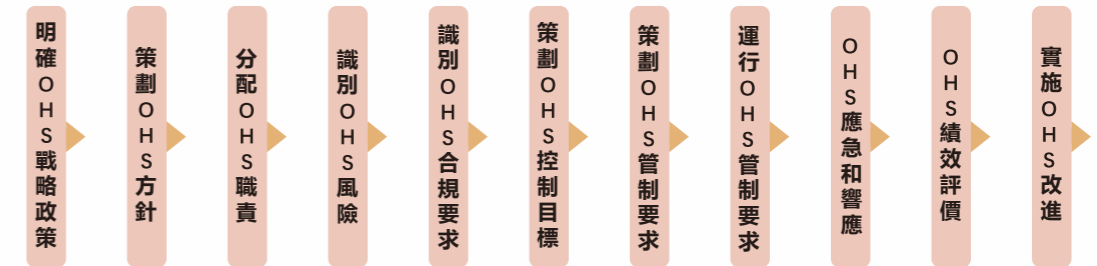 明確OHS戰略政策
策劃OHS方針
分配OHS職責
識別OHS風險
識別OHS合規要求
策劃OHS控制目標
策劃OHS管制要求
運行OHS管制要求
OHS應急和響應
OHS績效評價
實施OHS改進